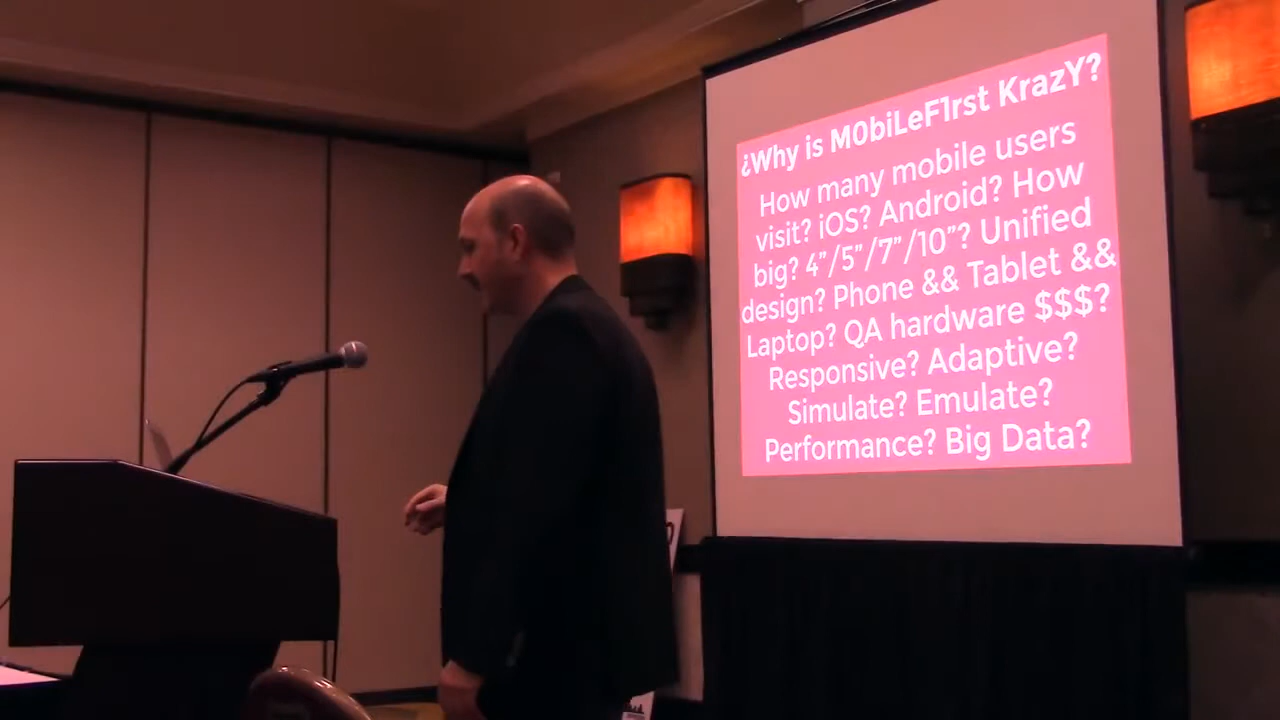 ¿Why is M0biLeF1rst KrazY?
How many mobile users
visit? iOS? Android? How
big? 4"/5"/7"/10"? Unified
design? Phone && Tablet &&
Laptop? QA hardware $$$?
Responsive? Adaptive?
Simulate? Emulate?
Performance? Big Data?